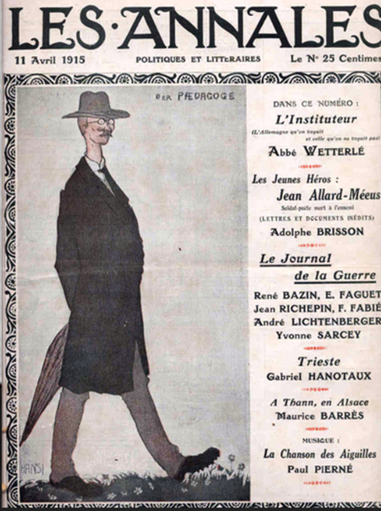 LES·ANNALES
11 Avril 1915 POLITIQUES ET LITTERAIRES Le Nº 25 Centimes
DER PÆDAGOGE
DANS CE NUMÉRO :
L'Instituteur
(L'Allemagne qu'on voyait
et celle qu'on ne voyait pas)
Abbé WETTERLÉ
Les Jeunes Héros :
Jean Allard-Méeus
Soldat-poète mort à l'ennemi
(LETTRES ET DOCUMENTS INÉDITS)
Adolphe BRISSON
Le Journal
de la Guerre
René BAZIN, E. FAGUET
Jean RICHEPIN, F. FABIÉ
André LICHTENBERGER
Yvonne SARCEY
Trieste
Gabriel HANOTAUX
A Thann, en Alsace
Maurice BARRÈS
MUSIQUE :
La Chanson des Aiguilles
Paul PIERNÉ
HANSI